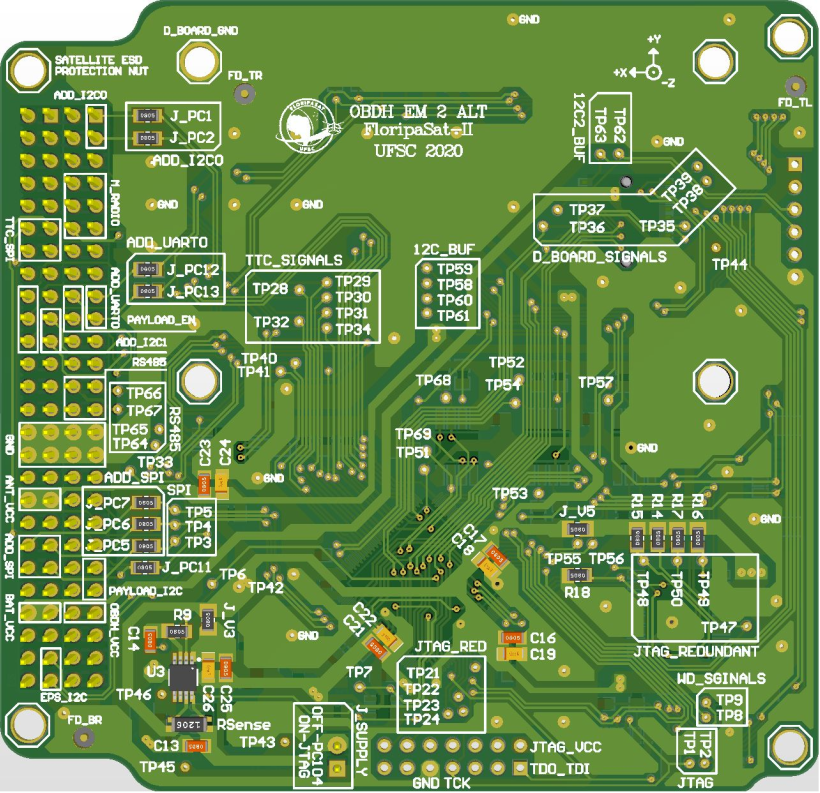 D_BOARD_GND
GND
SATELLITE ESD
PROTECTION NUT
FD_TR
+Y
+X
-Z
FD_TL
ADD_I2C0
J_PC1
J_PC2
ADD_I2C0
FLORIPASAT
UFSC
OBDH EM 2 ALT
FloripaSat-II
UFSC 2020
12C2_BUF
TP63
TP62
GND
M_RADIO
GND
GND
TP39
TP38
TP37
TP36
TP35
D_BOARD_SIGNALS
TP44
TTC_SPI
ADD_UART0
J_PC12
J_PC13
TTC_SIGNALS
TP28
TP29
TP30
TP32
TP31
TP34
12C_BUF
TP59
TP58
TP60
TP61
ADD_UART0
PAYLOAD_EN
ADD_I2C1
RS485
TP40
TP41
TP52
TP68
TP54
TP57
TP66
TP67
TP65
TP64
RS485
TP33
GND
C23
C24
TP69
TP51
GND
GND
ADD_SPI
SPI
ANT_VCC
J_PC7
J_PC6
J_PC5
J_PC11
TP5
TP4
TP3
TP53
J_V5
R15
R14
R17
R16
GND
ADD_SPI
C17
C18
TP55
TP56
R18
TP48
TP50
TP49
TP47
JTAG_REDUNDANT
PAYLOAD_I2C
TP6
TP42
BAT_VCC
OBDH_VCC
R9
J_V3
C14
GND
C22
C21
C16
C19
JTAG_RED
U3
TP7
TP21
TP22
TP23
TP24
WD_SGINALS
TP9
TP8
EPS_I2C
TP46
C26
C25
FD_BR
1206
RSense
C13
TP43
TP45
OFF-PC104
ON-JTAG
J_SUPPLY
JTAG_VCC
TDO_TDI
GND TCK
TP1
TP2
JTAG